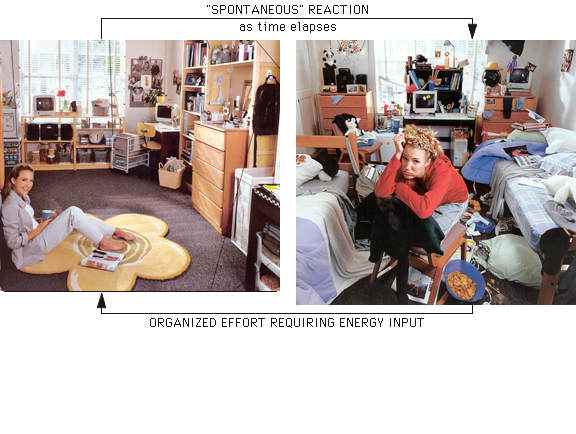 "SPONTANEOUS" REACTION
as time elapses
ORGANIZED EFFORT REQUIRING ENERGY INPUT